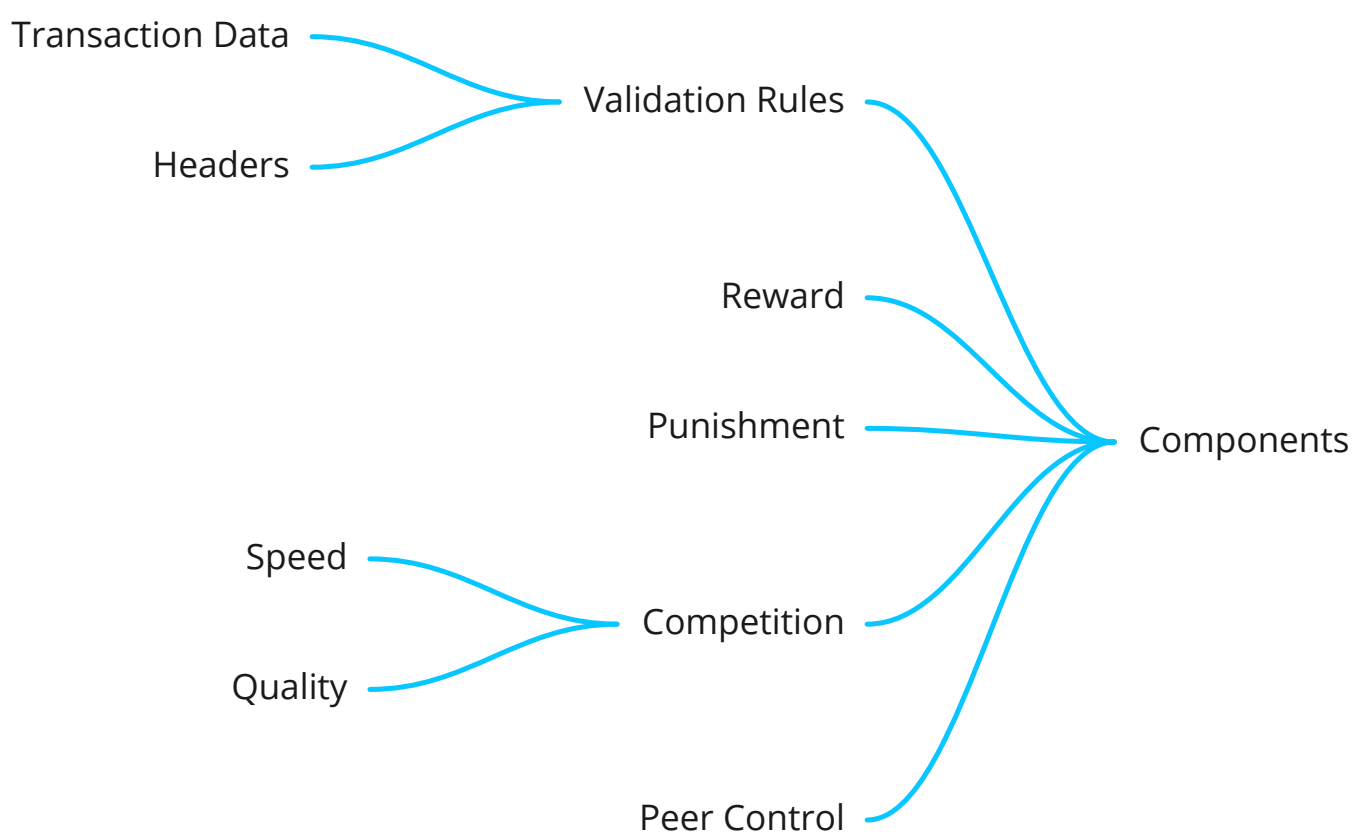 Transaction Data
Validation Rules
Headers
Reward
Punishment
Components
Speed
Competition
Quality
Peer Control